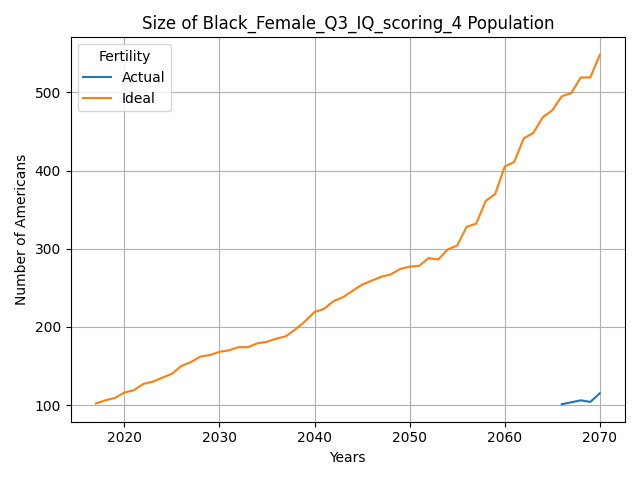 Size of Black_Female_Q3_IQ_scoring_4 Population
Fertility
Actual
Ideal
Number of Americans
500
400
300
200
100
2020 2030 2040 2050 2060 2070
Years